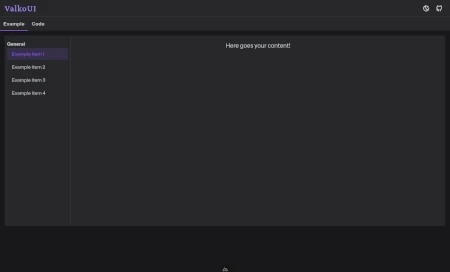 ValkoUI
Example Code
General
Example Item 1
Example Item 2
Example Item 3
Example Item 4
Here goes your content!